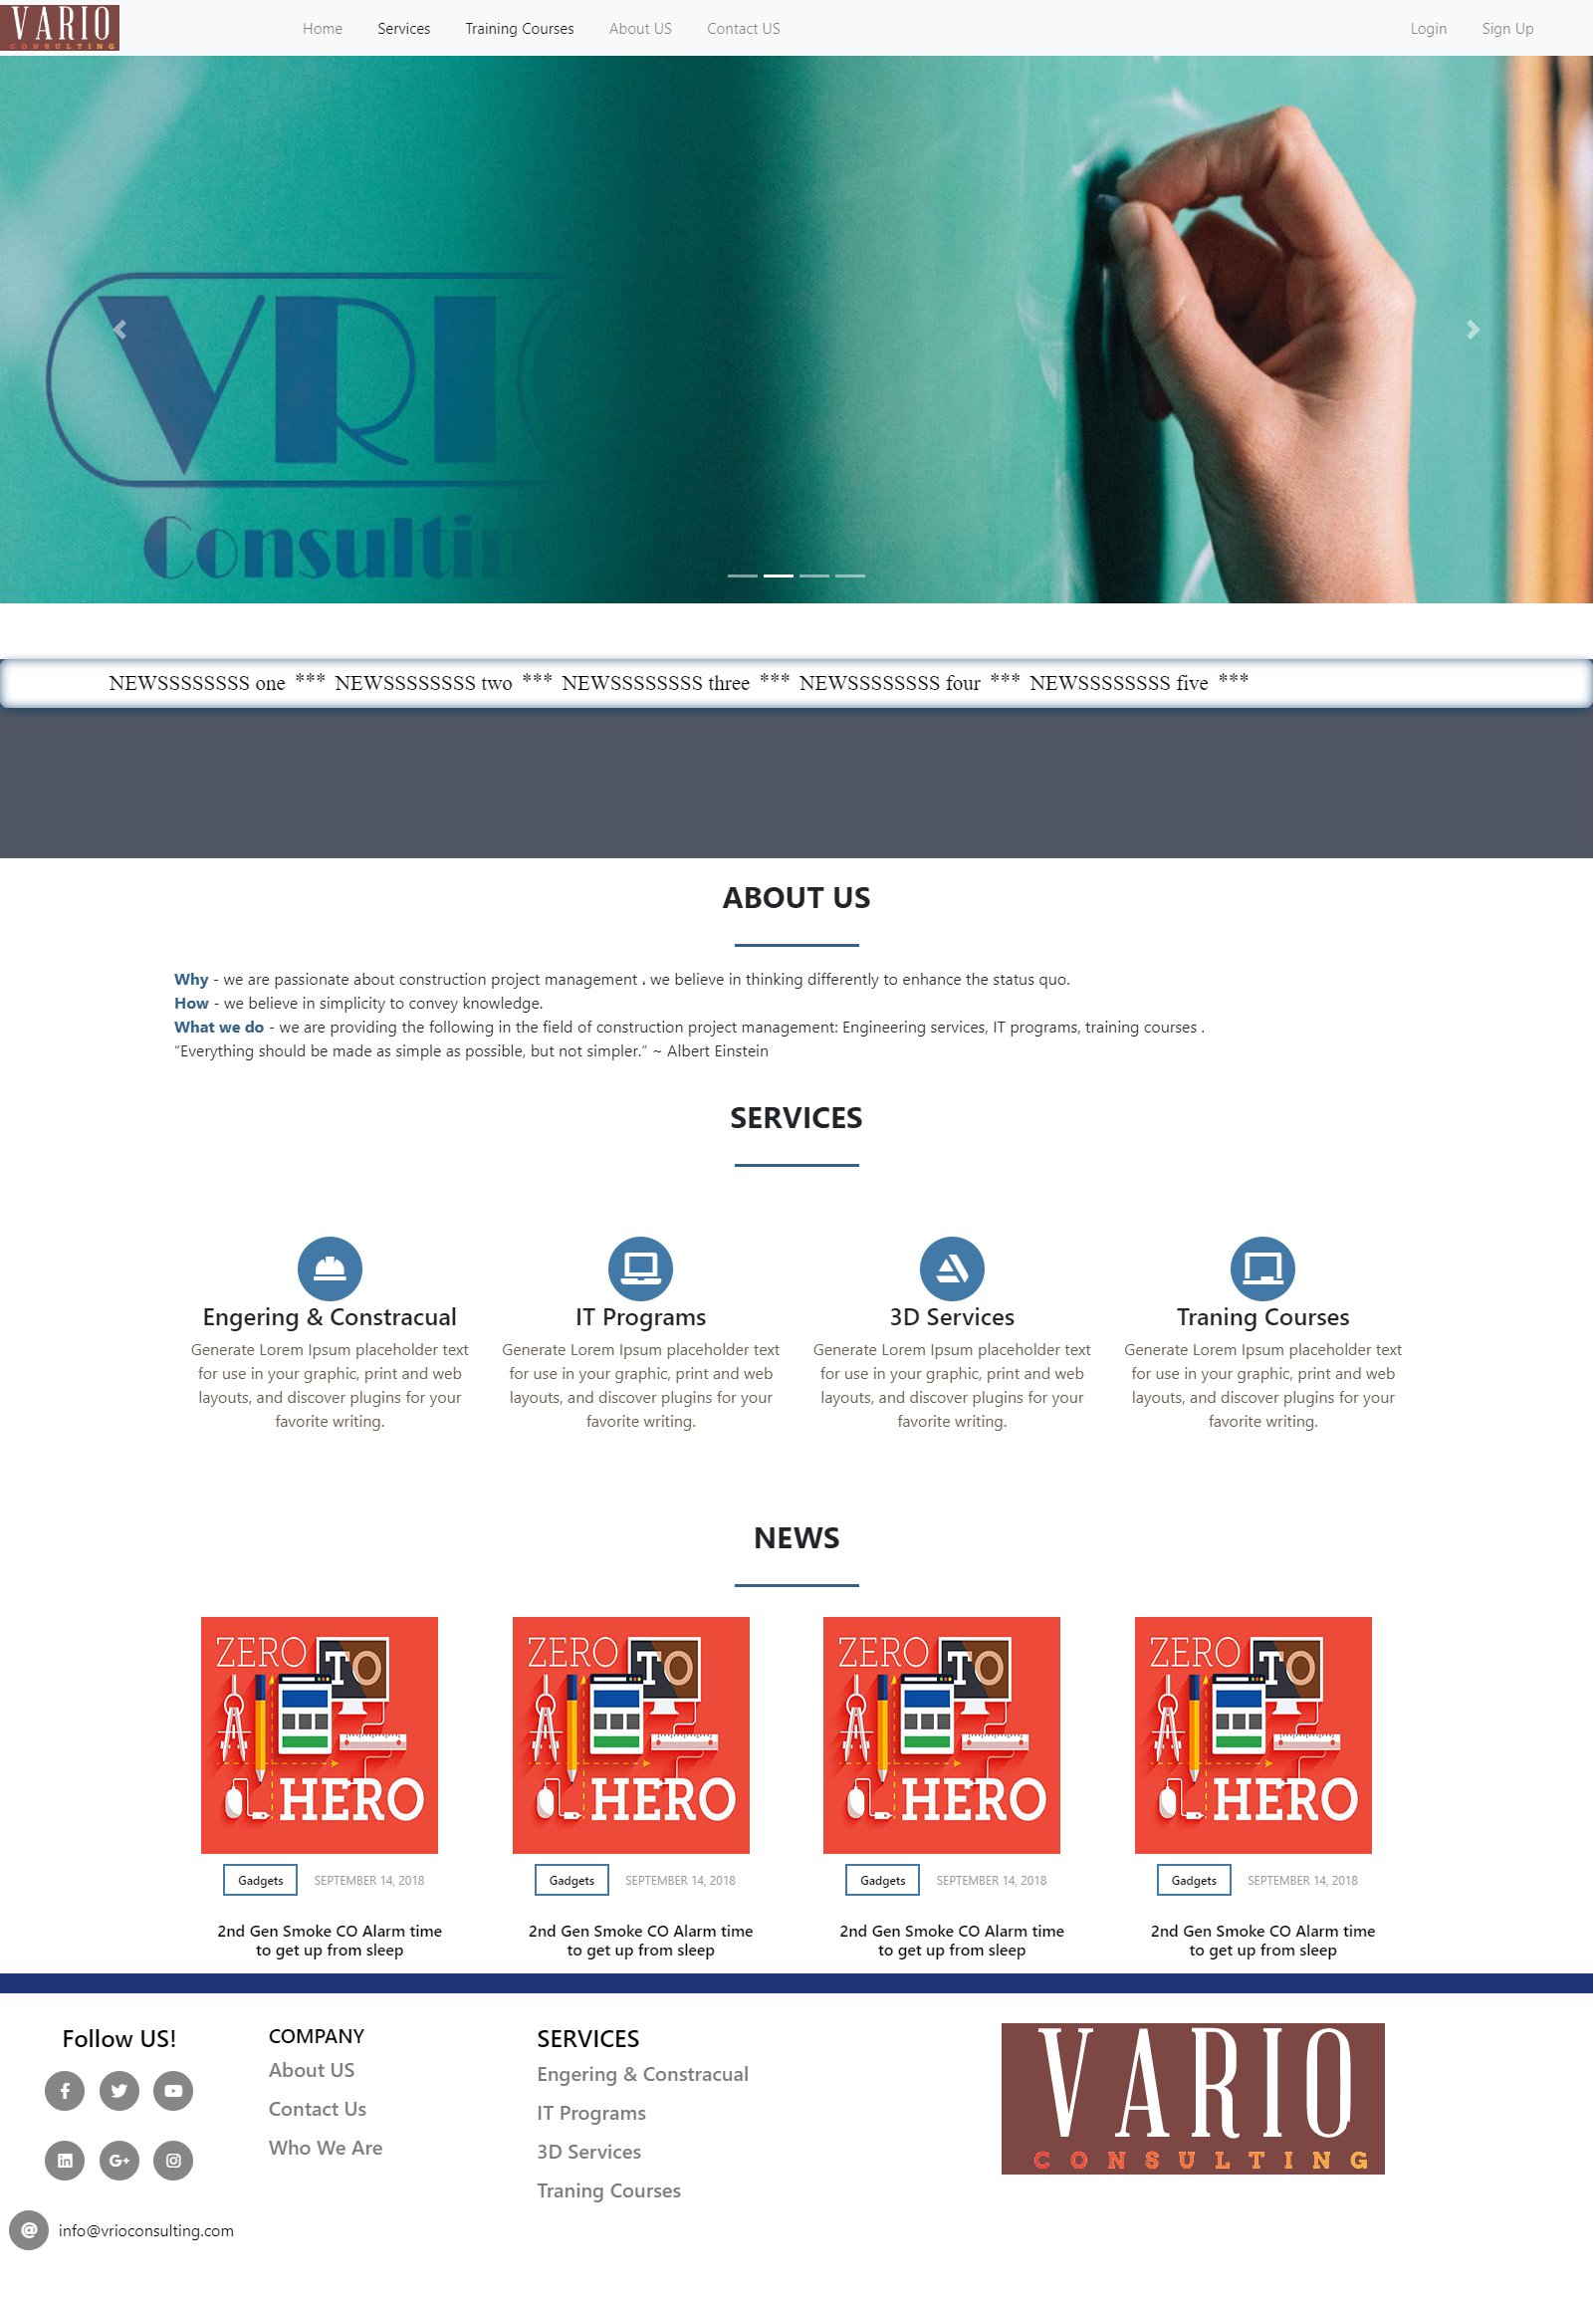 VARIO
CONSULTING
Home Services Training Courses About US Contact US Login Sign Up
VRI
Consultin
NEWSSSSSSSS one *** NEWSSSSSSSS two *** NEWSSSSSSSS three *** NEWSSSSSSSS four *** NEWSSSSSSSS five ***
ABOUT US
Why - we are passionate about construction project management ، we believe in thinking differently to enhance the status quo.
How - we believe in simplicity to convey knowledge.
What we do - we are providing the following in the field of construction project management: Engineering services, IT programs, training courses .
“Everything should be made as simple as possible, but not simpler.” ~ Albert Einstein
SERVICES
Engering & Constracual
Generate Lorem Ipsum placeholder text
for use in your graphic, print and web
layouts, and discover plugins for your
favorite writing.
IT Programs
Generate Lorem Ipsum placeholder text
for use in your graphic, print and web
layouts, and discover plugins for your
favorite writing.
3D Services
Generate Lorem Ipsum placeholder text
for use in your graphic, print and web
layouts, and discover plugins for your
favorite writing.
Traning Courses
Generate Lorem Ipsum placeholder text
for use in your graphic, print and web
layouts, and discover plugins for your
favorite writing.
NEWS
ZERO TO
HERO
Gadgets SEPTEMBER 14, 2018
2nd Gen Smoke CO Alarm time
to get up from sleep
ZERO TO
HERO
Gadgets SEPTEMBER 14, 2018
2nd Gen Smoke CO Alarm time
to get up from sleep
ZERO TO
HERO
Gadgets SEPTEMBER 14, 2018
2nd Gen Smoke CO Alarm time
to get up from sleep
ZERO TO
HERO
Gadgets SEPTEMBER 14, 2018
2nd Gen Smoke CO Alarm time
to get up from sleep
Follow US!
info@vrioconsulting.com
COMPANY
About US
Contact Us
Who We Are
SERVICES
Engering & Constracual
IT Programs
3D Services
Traning Courses
VARIO
CONSULTING